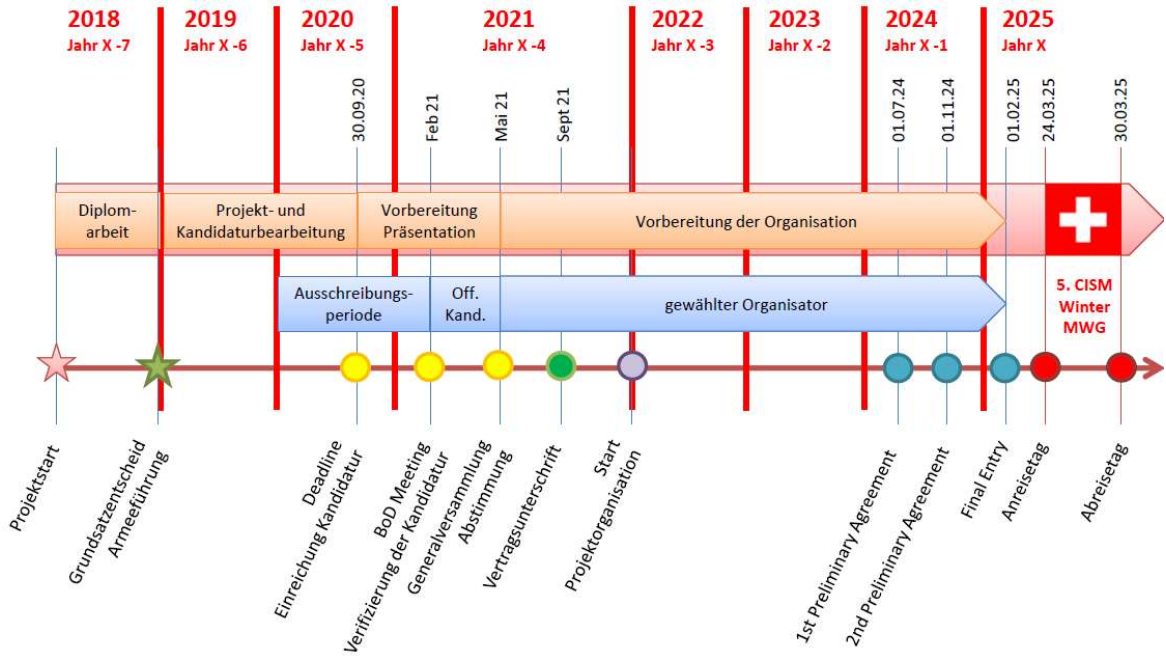 2018
Jahr X -7
2019
Jahr X -6
2020
Jahr X -5
2021
Jahr X -4
2022
Jahr X -3
2023
Jahr X -2
2024
Jahr X -1
2025
Jahr X
30.09.20
Feb 21
Mai 21
Sept 21
01.07.24
01.11.24
01.02.25
24.03.25
30.03.25
Diplom-
arbeit
Projekt- und
Kandidaturbearbeitung
Vorbereitung
Präsentation
Vorbereitung der Organisation
Ausschreibungs-
periode
Off.
Kand.
gewählter Organisator
5. CISM
Winter
MWG
Projektstart
Grundsatzentscheid
Armeeführung
Deadline
Einreichung Kandidatur
BoD Meeting
Verifizierung der Kandidatur
Generalversammlung
Abstimmung
Vertragsunterschrift
Start
Projektorganisation
1st Preliminary Agreement
2nd Preliminary Agreement
Final Entry
Anreisetag
Abreisetag